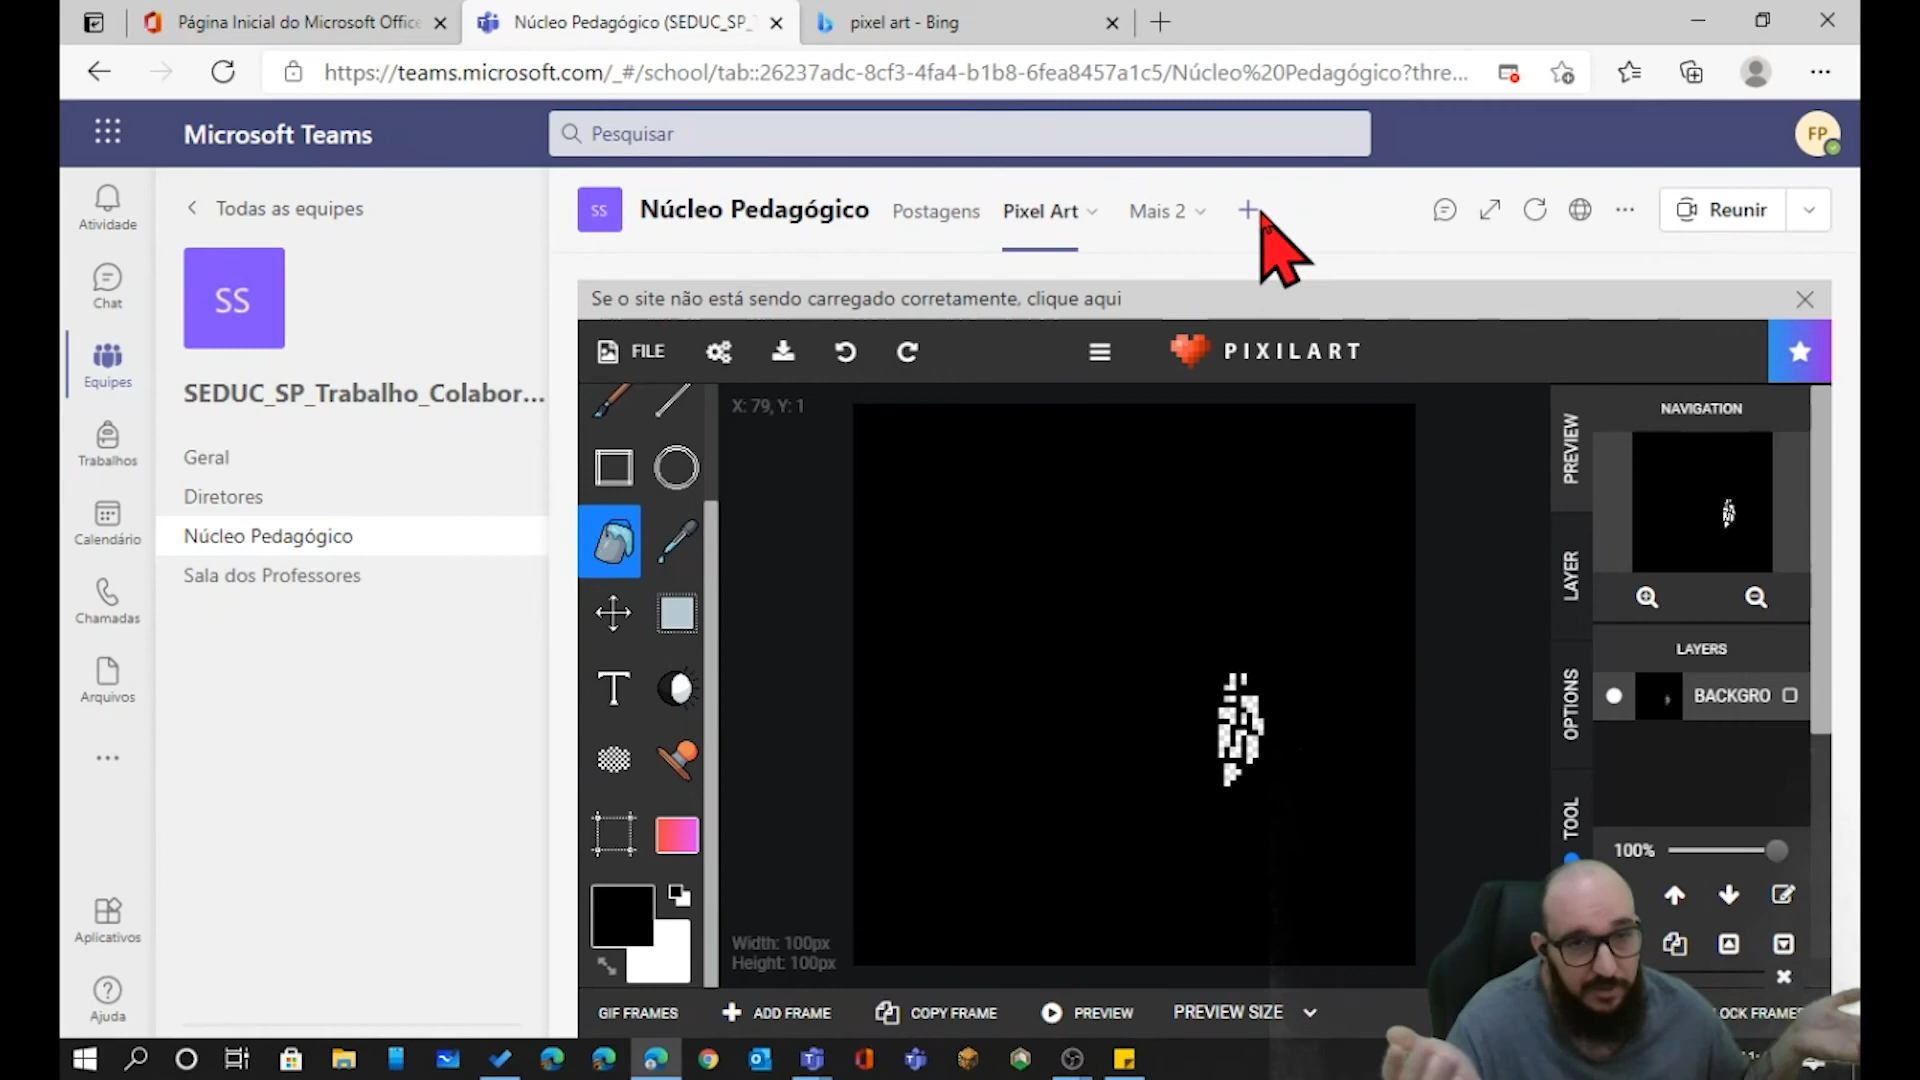 Página Inicial do Microsoft Office
Núcleo Pedagógico (SEDUC_SP_
pixel art - Bing
https://teams.microsoft.com/_#/school/tab::26237adc-8cf3-4fa4-b1b8-6fea8457a1c5/Núcleo%20Pedagógico?thre...
Microsoft Teams
Pesquisar
FP
Atividade
Chat
Equipes
Trabalhos
Calendário
Chamadas
Arquivos
Aplicativos
Ajuda
Todas as equipes
SS
SEDUC_SP_Trabalho_Colabor...
Geral
Diretores
Núcleo Pedagógico
Sala dos Professores
SS
Núcleo Pedagógico
Postagens
Pixel Art
Mais 2
Reunir
Se o site não está sendo carregado corretamente, clique aqui
FILE
PIXILART
X: 79, Y: 1
Width: 100px
Height: 100px
PREVIEW
LAYER
OPTIONS
TOOL
NAVIGATION
LAYERS
BACKGRO
100%
GIF FRAMES
ADD FRAME
COPY FRAME
PREVIEW
PREVIEW SIZE